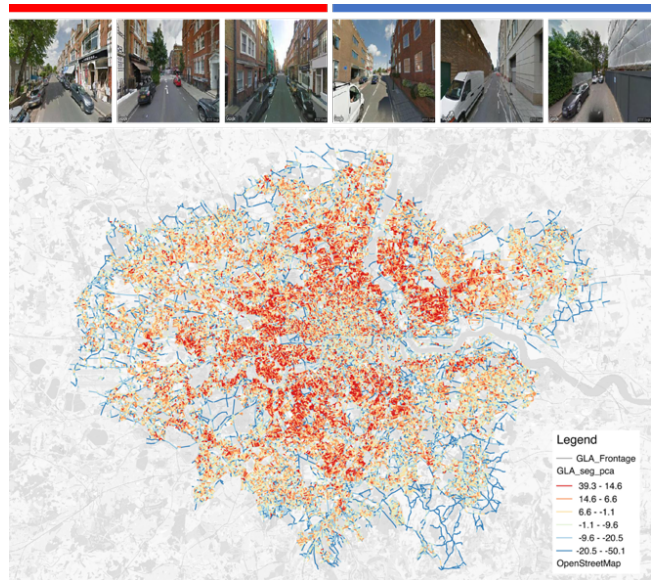 Legend
GLA_Frontage
GLA_seg_pca
39.3 - 14.6
14.6 - 6.6
6.6 - -1.1
-1.1 - -9.6
-9.6 - -20.5
-20.5 - -50.1
OpenStreetMap